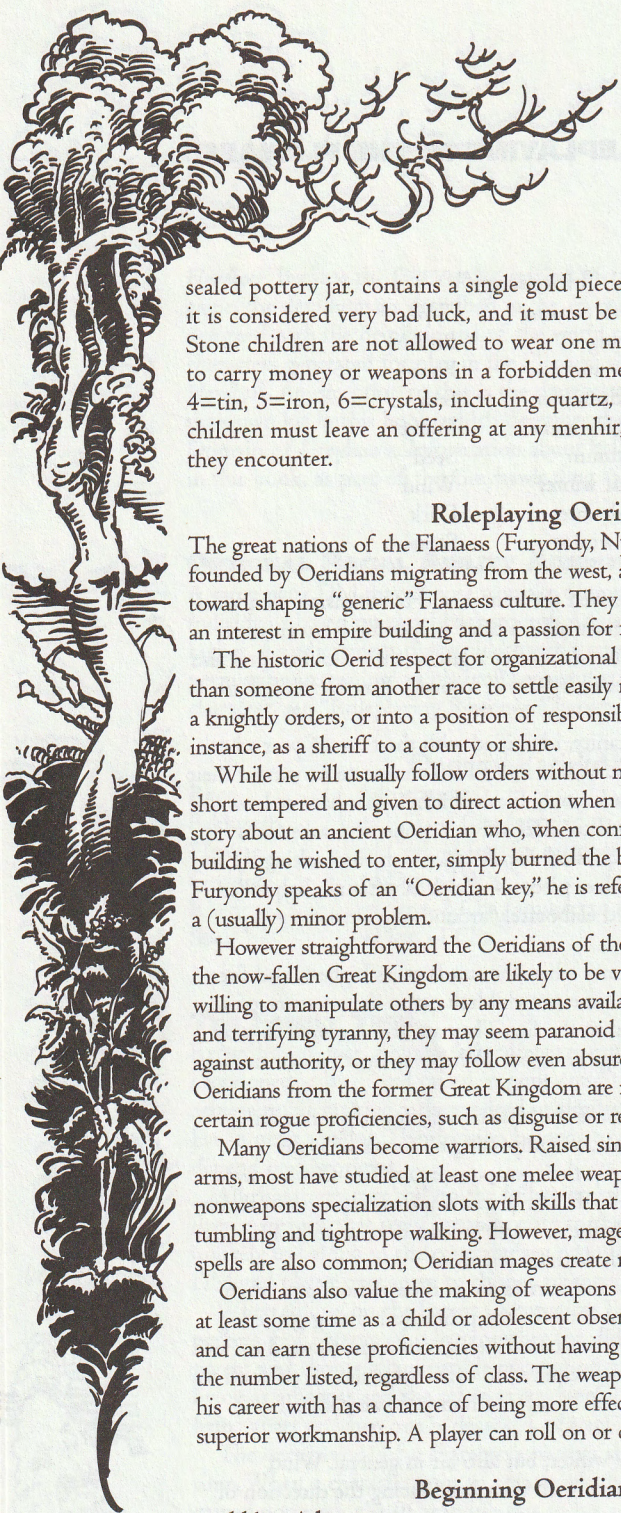 sealed pottery jar, contains a single gold piece
it is considered very bad luck, and it must be
Stone children are not allowed to wear one m
to carry money or weapons in a forbidden me
4=tin, 5=iron, 6=crystals, including quartz,
children must leave an offering at any menhir,
they encounter.
Roleplaying Oeri
The great nations of the Flanaess (Furyondy, N
founded by Oeridians migrating from the west, a
toward shaping “generic” Flanaess culture. They
an interest in empire building and a passion for
The historic Oerid respect for organizational
than someone from another race to settle easily
a knightly orders, or into a position of responsib
instance, as a sheriff to a county or shire.
While he will usually follow orders without
short tempered and given to direct action when
story about an ancient Oeridian who, when con
building he wished to enter, simply burned the b
Furyondy speaks of an “Oeridian key,” he is refe
a (usually) minor problem.
However straightforward the Oeridians of the
the now-fallen Great Kingdom are likely to be v
willing to manipulate others by any means availa
and terrifying tyranny, they may seem paranoid
against authority, or they may follow even absurd
Oeridians from the former Great Kingdom are
certain rogue proficiencies, such as disguise or re
Many Oeridians become warriors. Raised sin
arms, most have studied at least one melee weap
nonweapons specialization slots with skills that
tumbling and tightrope walking. However, mage
spells are also common; Oeridian mages create
Oeridians also value the making of weapons
at least some time as a child or adolescent obser
and can earn these proficiencies without having
the number listed, regardless of class. The weap
his career with has a chance of being more effec
superior workmanship. A player can roll on or
Beginning Oeridian